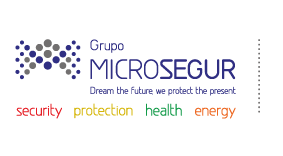 Grupo
MICROSEGUR
Dream the future, we protect the present
security protection health energy